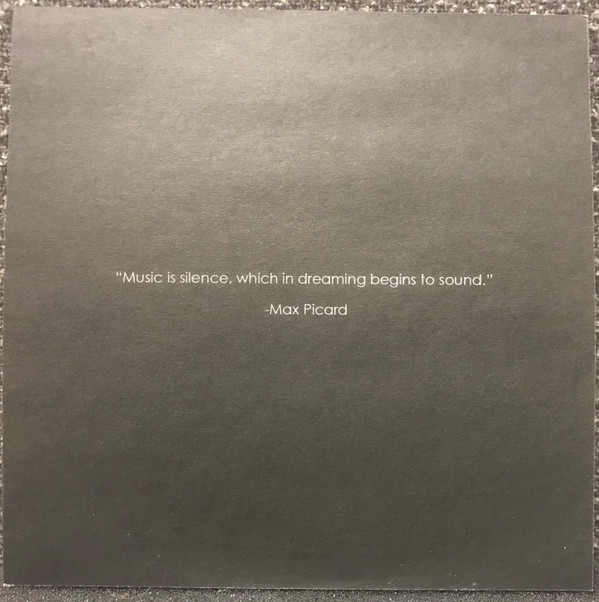 “Music is silence, which in dreaming begins to sound.”
-Max Picard